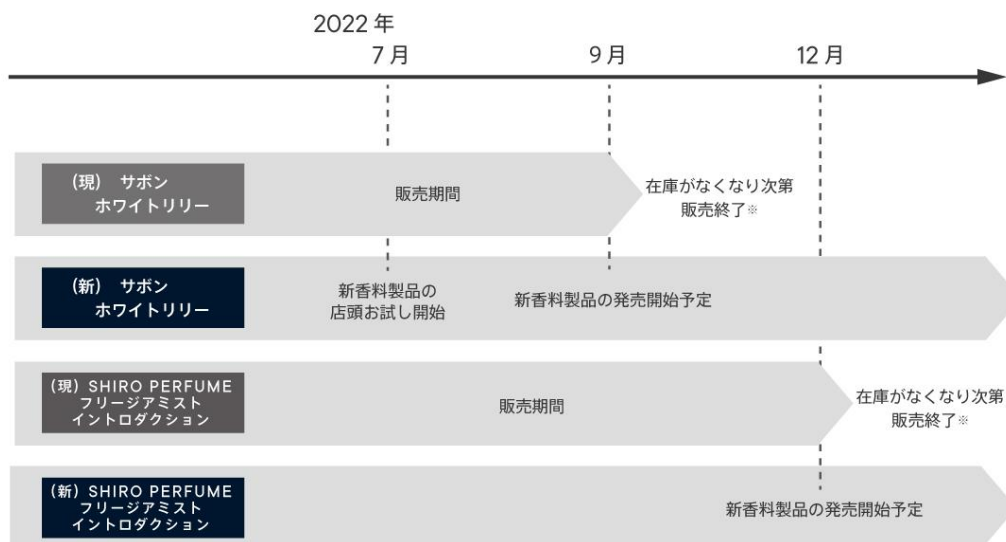 2022 年
7 月
9 月
12 月
(現) サボン
ホワイトリリー
販売期間
在庫がなくなり次第
販売終了※
(新) サボン
ホワイトリリー
新香料製品の
店頭お試し開始
新香料製品の発売開始予定
(現) SHIRO PERFUME
フリージアミスト
イントロダクション
販売期間
在庫がなくなり次第
販売終了※
(新) SHIRO PERFUME
フリージアミスト
イントロダクション
新香料製品の発売開始予定